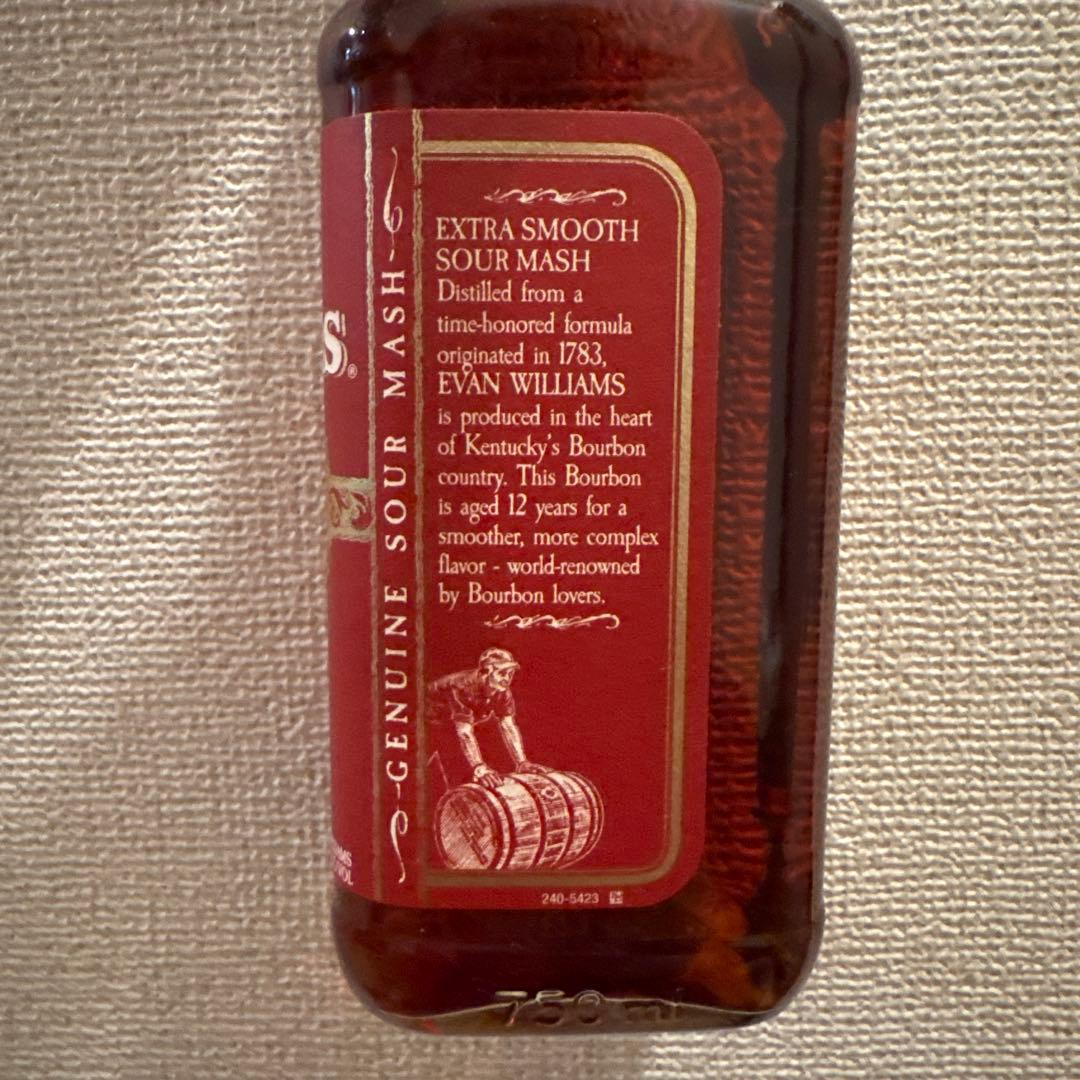 S®
GENUINE SOUR MASH
EXTRA SMOOTH
SOUR MASH
Distilled from a
time-honored formula
originated in 1783,
EVAN WILLIAMS
is produced in the heart
of Kentucky's Bourbon
country. This Bourbon
is aged 12 years for a
smoother, more complex
flavor - world-renowned
by Bourbon lovers.
240-5423
750 ml